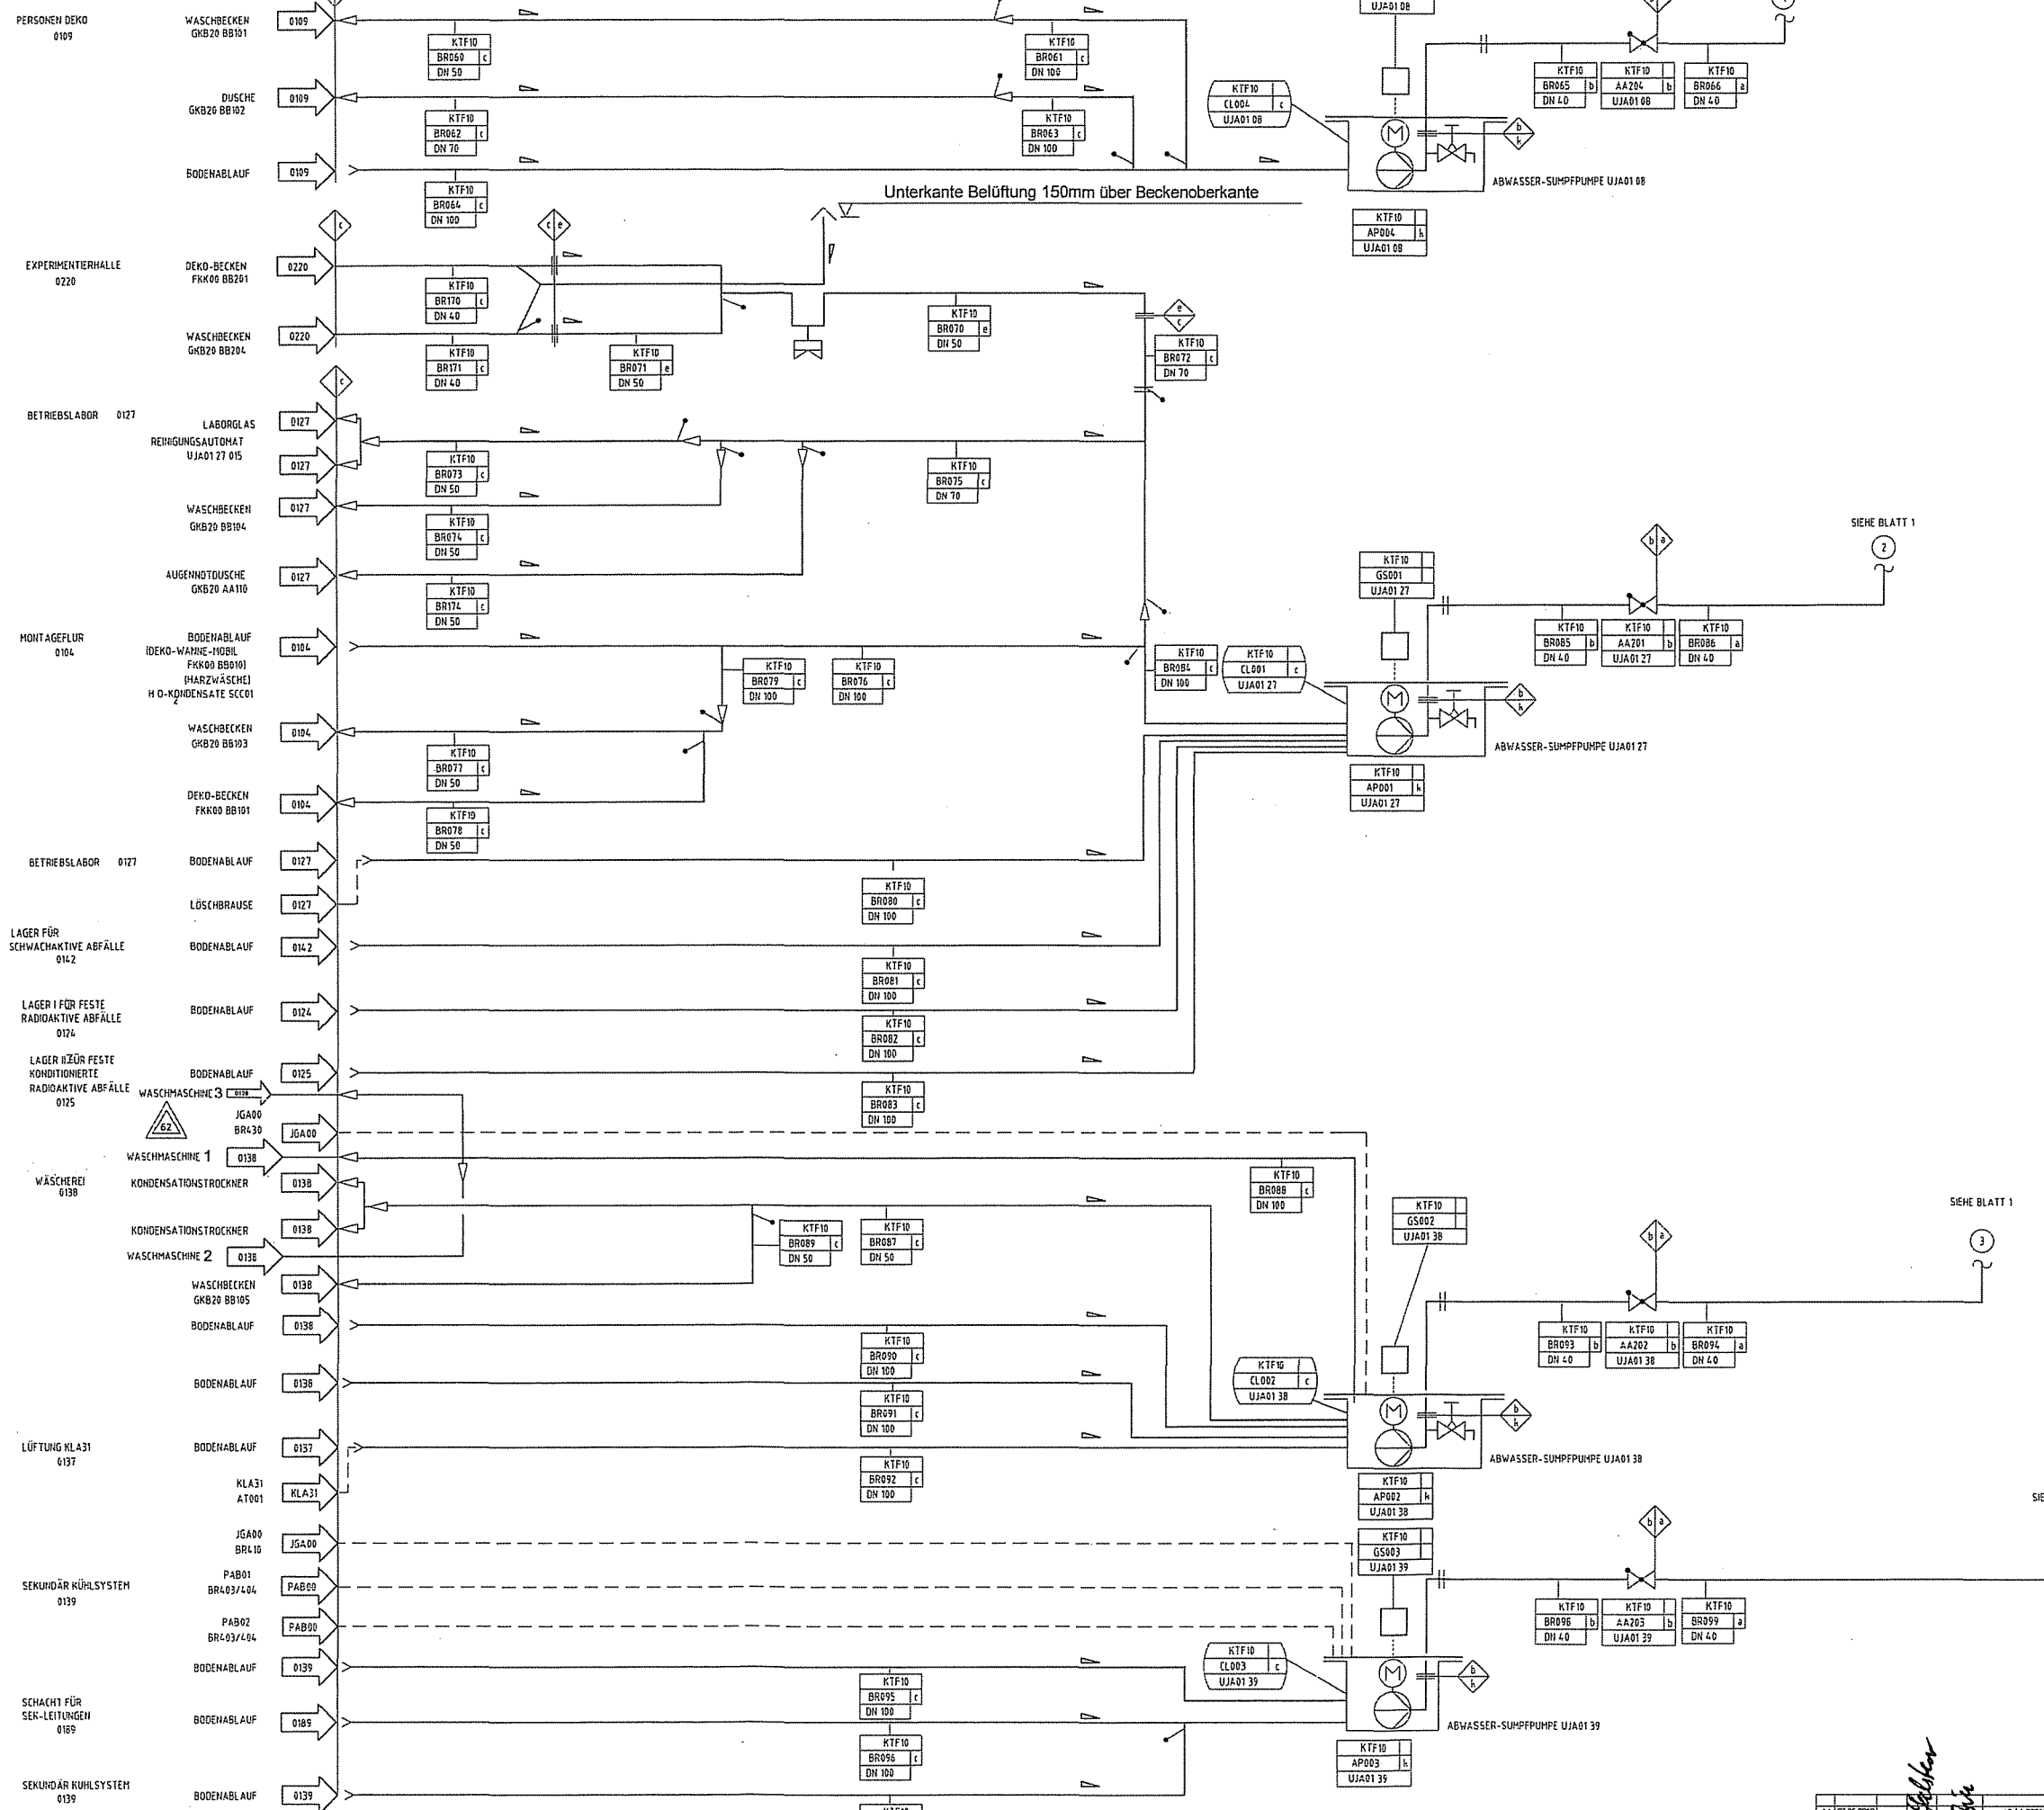 PERSONEN DEKO
0109
WASCHBECKEN
GKB20 BB101
0109
KTF10
BR060 c
DN 50
KTF10
BR061 c
DN 100
DUSCHE
GKB20 BB102
0109
KTF10
BR062 c
DN 70
KTF10
BR063 c
DN 100
BODENABLAUF
0109
KTF10
BR064 c
DN 100
UJA01 08
KTF10
CL004 c
UJA01 08
M
b
k
KTF10
BR065 b
DN 40
KTF10
AA204 b
UJA01 08
KTF10
BR066 a
DN 40
ABWASSER-SUMPFPUMPE UJA01 08
KTF10
AP004 k
UJA01 08
Unterkante Belüftung 150mm über Beckenoberkante
c
c e
EXPERIMENTIERHALLE
0220
DEKO-BECKEN
FKK00 BB201
0220
KTF10
BR170 c
DN 40
WASCHBECKEN
GKB20 BB204
0220
KTF10
BR171 c
DN 40
KTF10
BR071 e
DN 50
KTF10
BR070 e
DN 50
e
c
KTF10
BR072 c
DN 70
c
BETRIEBSLABOR 0127
LABORGLAS
REINIGUNGSAUTOMAT
UJA01 27 015
0127
0127
KTF10
BR073 c
DN 50
KTF10
BR075 c
DN 70
WASCHBECKEN
GKB20 BB104
0127
KTF10
BR074 c
DN 50
AUGENNOTDUSCHE
GKB20 AA110
0127
KTF10
BR174 c
DN 50
MONTAGEFLUR
0104
BODENABLAUF
(DEKO-WANNE-MOBIL
FKK00 BB010)
(HARZWÄSCHE)
H O-KONDENSATE SCC01
2
0104
KTF10
BR079 c
DN 100
KTF10
BR076 c
DN 100
KTF10
BR084 c
DN 100
WASCHBECKEN
GKB20 BB103
0104
KTF10
BR077 c
DN 50
DEKO-BECKEN
FKK00 BB101
0104
KTF10
BR078 c
DN 50
KTF10
GS001
UJA01 27
KTF10
CL001 c
UJA01 27
M
b
k
b a
SIEHE BLATT 1
2
KTF10
BR085 b
DN 40
KTF10
AA201 b
UJA01 27
KTF10
BR086 a
DN 40
ABWASSER-SUMPFPUMPE UJA01 27
KTF10
AP001 k
UJA01 27
BETRIEBSLABOR 0127
BODENABLAUF
0127
KTF10
BR080 c
DN 100
LÖSCHBRAUSE
0127
LAGER FÜR
SCHWACHAKTIVE ABFÄLLE
0142
BODENABLAUF
0142
KTF10
BR081 c
DN 100
LAGER I FÜR FESTE
RADIOAKTIVE ABFÄLLE
0124
BODENABLAUF
0124
KTF10
BR082 c
DN 100
KONDITIONIERTE
RADIOAKTIVE ABFÄLLE
0125
BODENABLAUF
0125
KTF10
BR083 c
DN 100
WASCHMASCHINE 3
0138
62
JGA00
BR430
JGA00
WASCHMASCHINE 1
0138
KTF10
BR088 c
DN 100
WÄSCHEREI
0138
KONDENSATIONSTROCKNER
0138
KONDENSATIONSTROCKNER
0138
WASCHMASCHINE 2
0138
KTF10
BR089 c
DN 50
KTF10
BR087 c
DN 50
WASCHBECKEN
GKB20 BB105
0138
BODENABLAUF
0138
KTF10
BR090 c
DN 100
BODENABLAUF
0138
KTF10
BR091 c
DN 100
KTF10
GS002
UJA01 38
KTF10
CL002 c
UJA01 38
M
b
k
b a
SIEHE BLATT 1
3
KTF10
BR093 b
DN 40
KTF10
AA202 b
UJA01 38
KTF10
BR094 a
DN 40
ABWASSER-SUMPFPUMPE UJA01 38
KTF10
AP002 k
UJA01 38
LÜFTUNG KLA31
0137
BODENABLAUF
0137
KTF10
BR092 c
DN 100
KLA31
AT001
KLA31
SIE
JGA00
BR410
JGA00
SEKUNDÄR KÜHLSYSTEM
0139
PAB01
BR403/404
PAB00
PAB02
BR403/404
PAB00
BODENABLAUF
0139
KTF10
BR095 c
DN 100
SCHACHT FÜR
SEK-LEITUNGEN
0189
BODENABLAUF
0189
KTF10
BR096 c
DN 100
KTF10
GS003
UJA01 39
KTF10
CL003 c
UJA01 39
M
b
k
b a
KTF10
BR098 b
DN 40
KTF10
AA203 b
UJA01 39
KTF10
BR099 a
DN 40
ABWASSER-SUMPFPUMPE UJA01 39
KTF10
AP003 k
UJA01 39
SEKUNDÄR KÜHLSYSTEM
0139
BODENABLAUF
0139